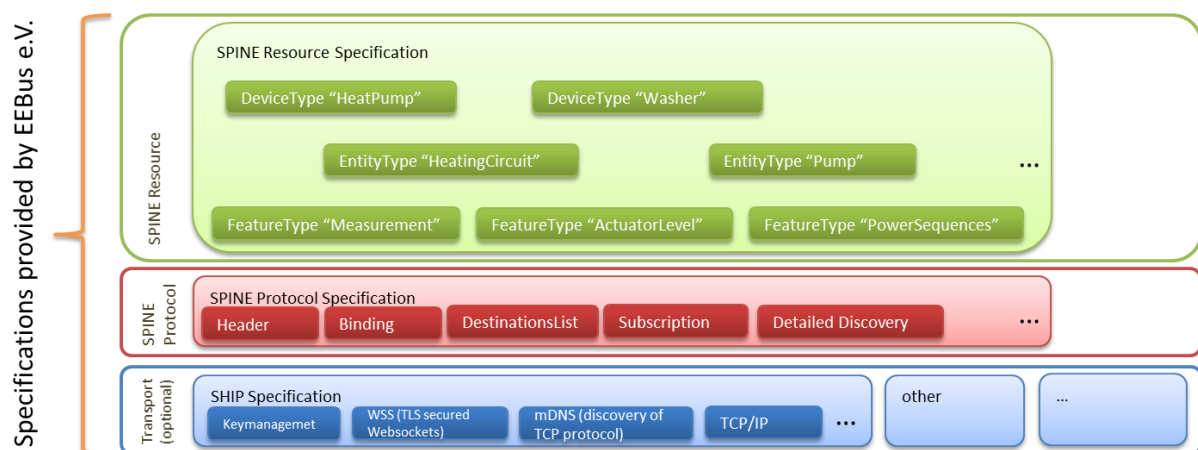 Specifications provided by EEBus e.V.
SPINE Resource
SPINE Resource Specification
DeviceType “HeatPump”
DeviceType “Washer”
EntityType “HeatingCircuit”
EntityType “Pump”
...
FeatureType “Measurement”
FeatureType “ActuatorLevel”
FeatureType “PowerSequences”
SPINE
Protocol
SPINE Protocol Specification
Header
Binding
DestinationsList
Subscription
Detailed Discovery
...
Transport
(optional)
SHIP Specification
Keymanagemet
WSS (TLS secured
Websockets)
mDNS (discovery of
TCP protocol)
TCP/IP
...
other
...